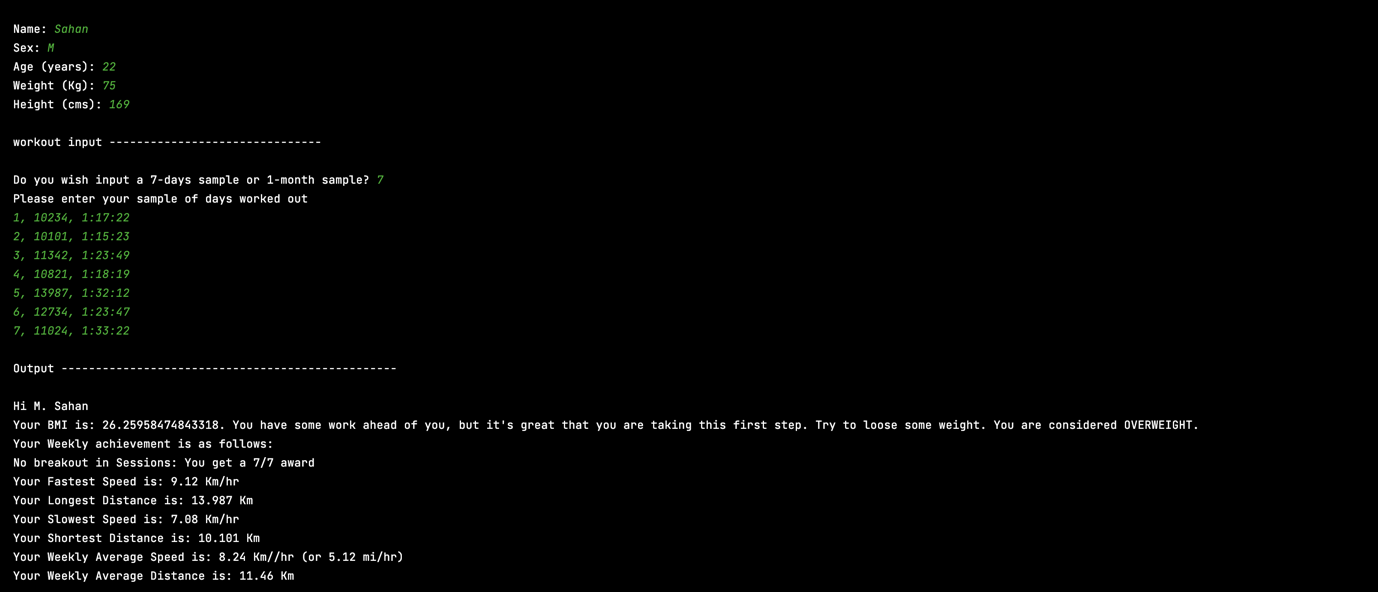 Name: Sahan
Sex: M
Age (years): 22
Weight (Kg): 75
Height (cms): 169
workout input -------------------------------
Do you wish input a 7-days sample or 1-month sample? 7
Please enter your sample of days worked out
1, 10234, 1:17:22
2, 10101, 1:15:23
3, 11342, 1:23:49
4, 10821, 1:18:19
5, 13987, 1:32:12
6, 12734, 1:23:47
7, 11024, 1:33:22
Output -------------------------------------------------
Hi M. Sahan
Your BMI is: 26.25958474843318. You have some work ahead of you, but it's great that you are taking this first step. Try to loose some weight. You are considered OVERWEIGHT.
Your Weekly achievement is as follows:
No breakout in Sessions: You get a 7/7 award
Your Fastest Speed is: 9.12 Km/hr
Your Longest Distance is: 13.987 Km
Your Slowest Speed is: 7.08 Km/hr
Your Shortest Distance is: 10.101 Km
Your Weekly Average Speed is: 8.24 Km//hr (or 5.12 mi/hr)
Your Weekly Average Distance is: 11.46 Km